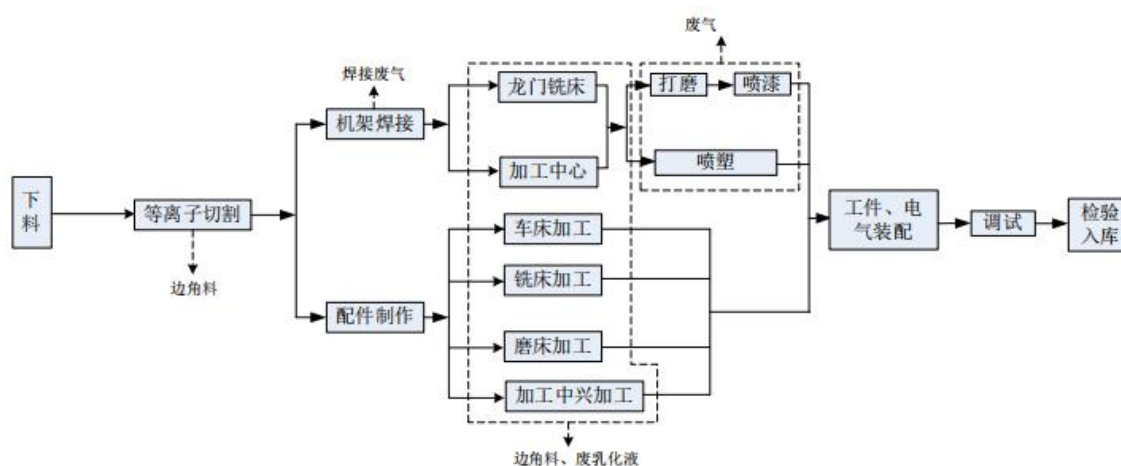 废气
焊接废气
龙门铣床
打磨
喷漆
机架焊接
加工中心
喷塑
下
料
等离子切割
车床加工
工件、电
气装配
调试
检验
入库
边角料
铣床加工
配件制作
磨床加工
加工中兴加工
边角料、废乳化液